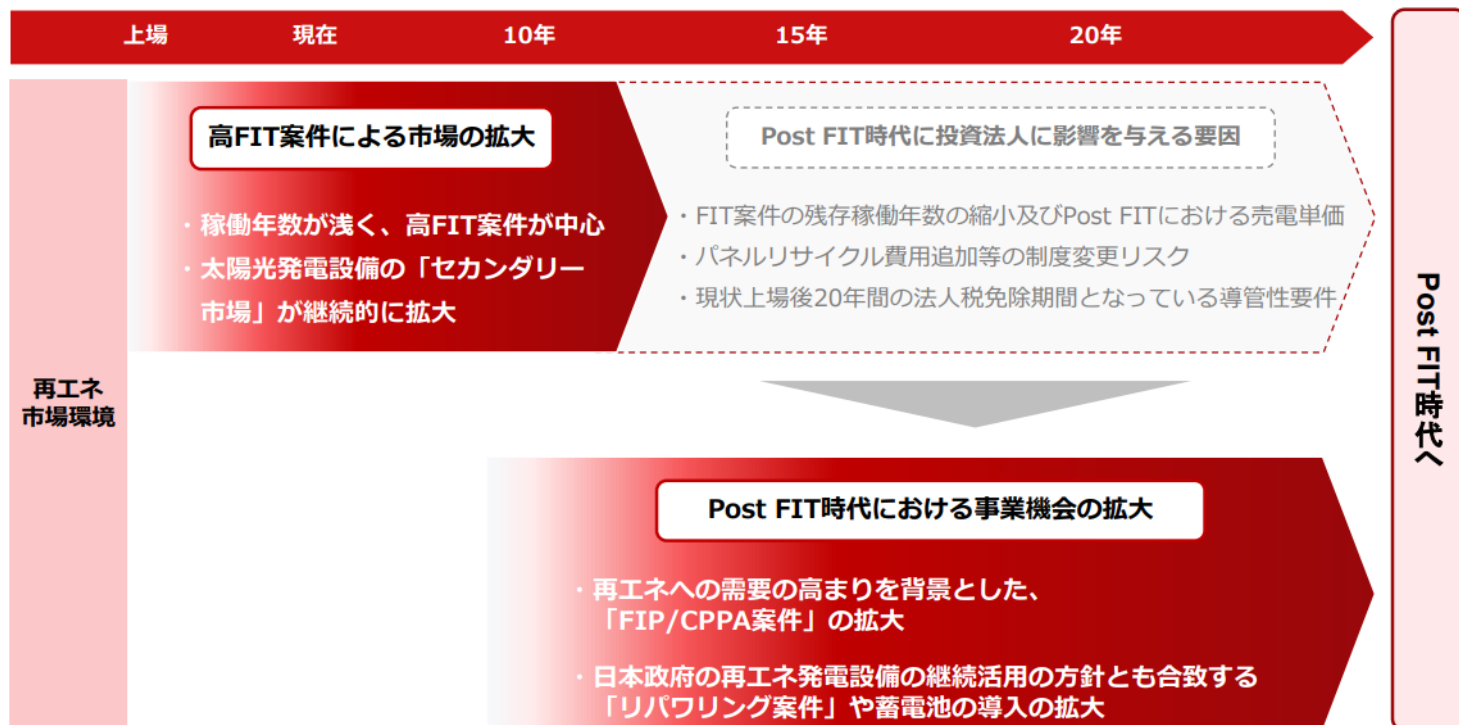 上場 現在 10年 15年 20年
再エネ
市場環境
高FIT案件による市場の拡大
・稼働年数が浅く、高FIT案件が中心
・太陽光発電設備の「セカンダリー
市場」が継続的に拡大
Post FIT時代に投資法人に影響を与える要因
・FIT案件の残存稼働年数の縮小及びPost FITにおける売電単価
・パネルリサイクル費用追加等の制度変更リスク
・現状上場後20年間の法人税免除期間となっている導管性要件
Post FIT時代における事業機会の拡大
・再エネへの需要の高まりを背景とした、
「FIP/CPPA案件」の拡大
・日本政府の再エネ発電設備の継続活用の方針とも合致する
「リパワリング案件」や蓄電池の導入の拡大
Post FIT時代へ